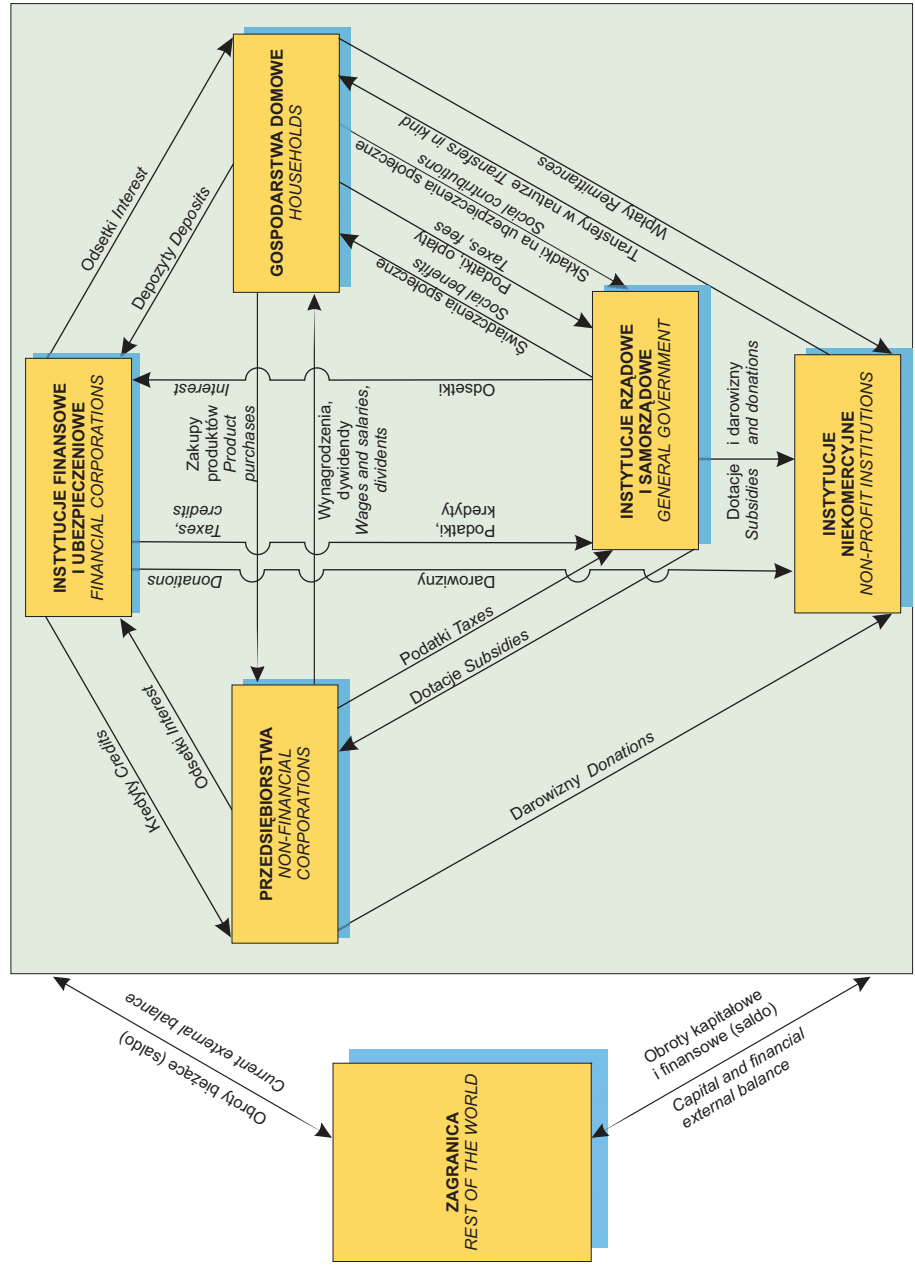 INSTYTUCJE FINANSOWE
I UBEZPIECZENIOWE
FINANCIAL CORPORATIONS
Odsetki Interest
Depozyty Deposits
GOSPODARSTWA DOMOWE
HOUSEHOLDS
Kredyty Credits
Odsetki Interest
PRZEDSIĘBIORSTWA
NON-FINANCIAL
CORPORATIONS
Zakupy
produktów
Product
purchases
Wynagrodzenia,
dywidendy
Wages and salaries,
dividents
Odsetki
Interest
Podatki,
kredyty
Taxes,
credits
Darowizny
Donations
Świadczenia społeczne
Social benefits
Podatki, opłaty
Taxes, fees
Składki na ubezpieczenia społeczne
Social contributions
Transfery w naturze Transfers in kind
Wpłaty Remittances
Podatki Taxes
Dotacje Subsidies
INSTYTUCJE RZĄDOWE
I SAMORZĄDOWE
GENERAL GOVERNMENT
Dotacje
Subsidies
i darowizny
and donations
Darowizny Donations
INSTYTUCJE
NIEKOMERCYJNE
NON-PROFIT INSTITUTIONS
Obroty bieżące (saldo)
Current external balance
ZAGRANICA
REST OF THE WORLD
Obroty kapitałowe
i finansowe (saldo)
Capital and financial
external balance